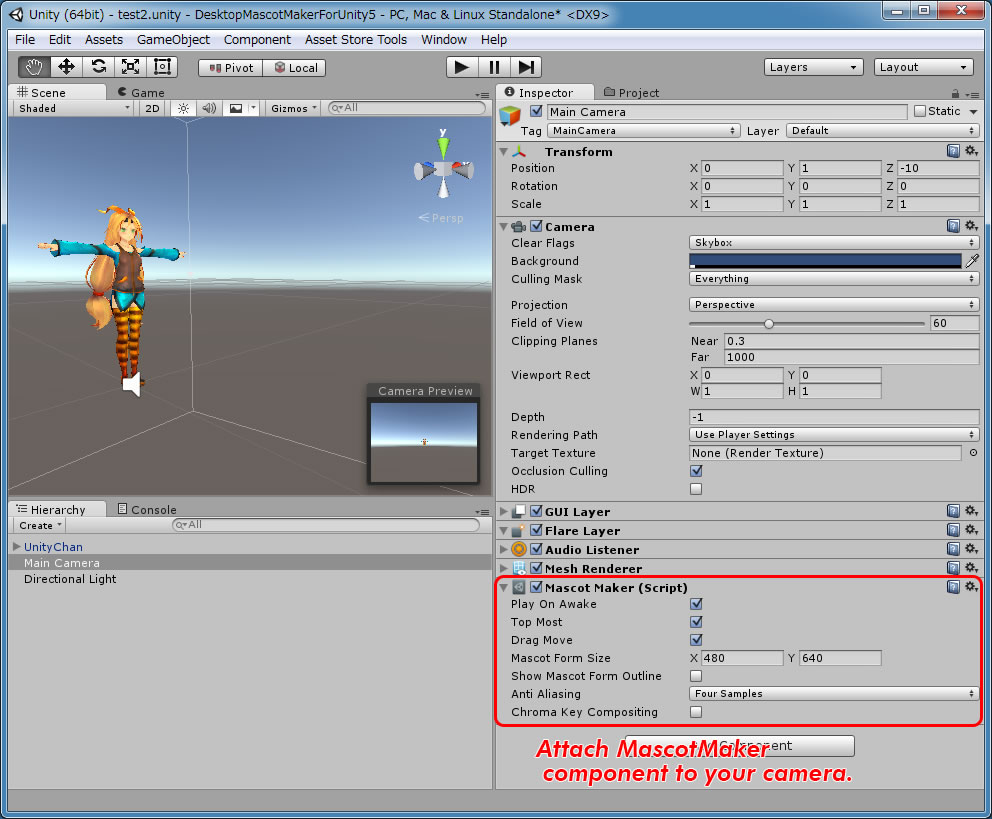 Unity (64bit) - test2.unity - DesktopMascotMakerForUnity5 - PC, Mac & Linux Standalone* <DX9>
File Edit Assets GameObject Component Asset Store Tools Window Help
Pivot Local Layers Layout
Scene Game
Shaded 2D Gizmos All
y
Persp
Camera Preview
Hierarchy Console
Create All
UnityChan
Main Camera
Directional Light
Inspector Project
Main Camera Static
Tag MainCamera Layer Default
Transform
Position X 0 Y 1 Z -10
Rotation X 0 Y 0 Z 0
Scale X 1 Y 1 Z 1
Camera
Clear Flags Skybox
Background
Culling Mask Everything
Projection Perspective
Field of View 60
Clipping Planes Near 0.3
Far 1000
Viewport Rect X 0 Y 0
W 1 H 1
Depth -1
Rendering Path Use Player Settings
Target Texture None (Render Texture)
Occlusion Culling
HDR
GUI Layer
Flare Layer
Audio Listener
Mesh Renderer
Mascot Maker (Script)
Play On Awake
Top Most
Drag Move
Mascot Form Size X 480 Y 640
Show Mascot Form Outline
Anti Aliasing Four Samples
Chroma Key Compositing
Attach MascotMaker
component to your camera.